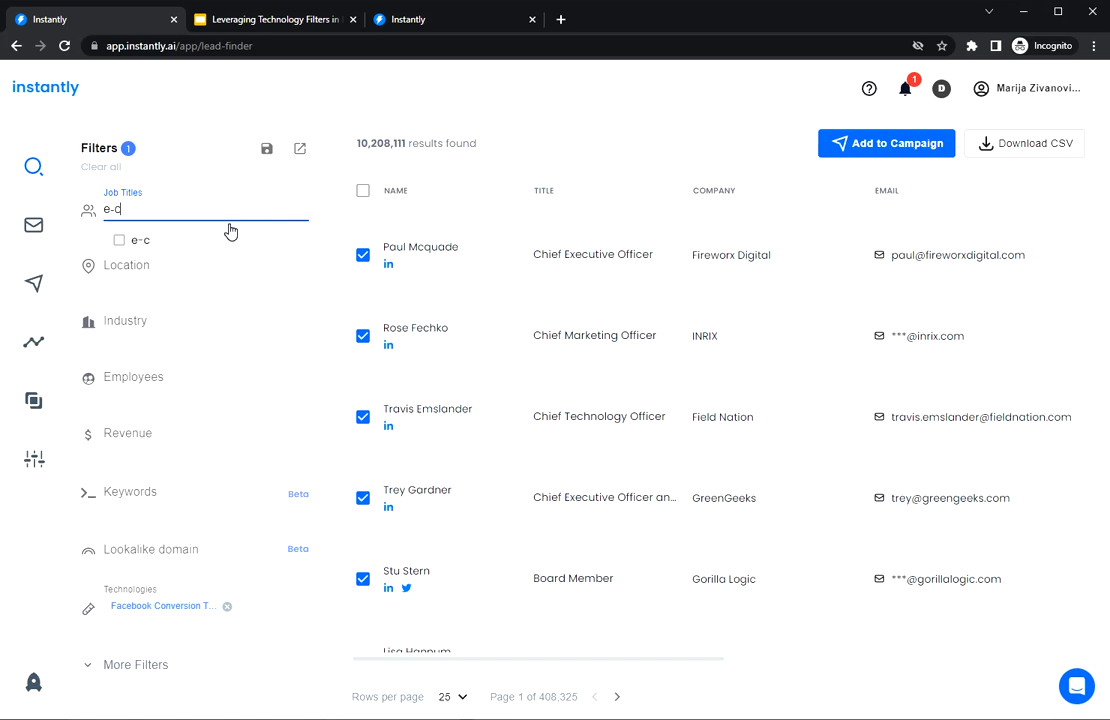 Instantly
Leveraging Technology Filters in
Instantly
app.instantly.ai/app/lead-finder
Incognito
instantly
1
D
Marija Zivanovi...
Filters 1
Clear all
10,208,111 results found
Add to Campaign
Download CSV
Job Titles
e-c
e-c
Location
Industry
Employees
Revenue
Keywords
Beta
Lookalike domain
Beta
Technologies
Facebook Conversion T...
More Filters
NAME TITLE COMPANY EMAIL
Paul Mcquade Chief Executive Officer Fireworx Digital paul@fireworxdigital.com
in
Rose Fechko Chief Marketing Officer INRIX ***@inrix.com
in
Travis Emslander Chief Technology Officer Field Nation travis.emslander@fieldnation.com
in
Trey Gardner Chief Executive Officer an... GreenGeeks trey@greengeeks.com
in
Stu Stern Board Member Gorilla Logic ***@gorillalogic.com
in
Rows per page 25 Page 1 of 408,325